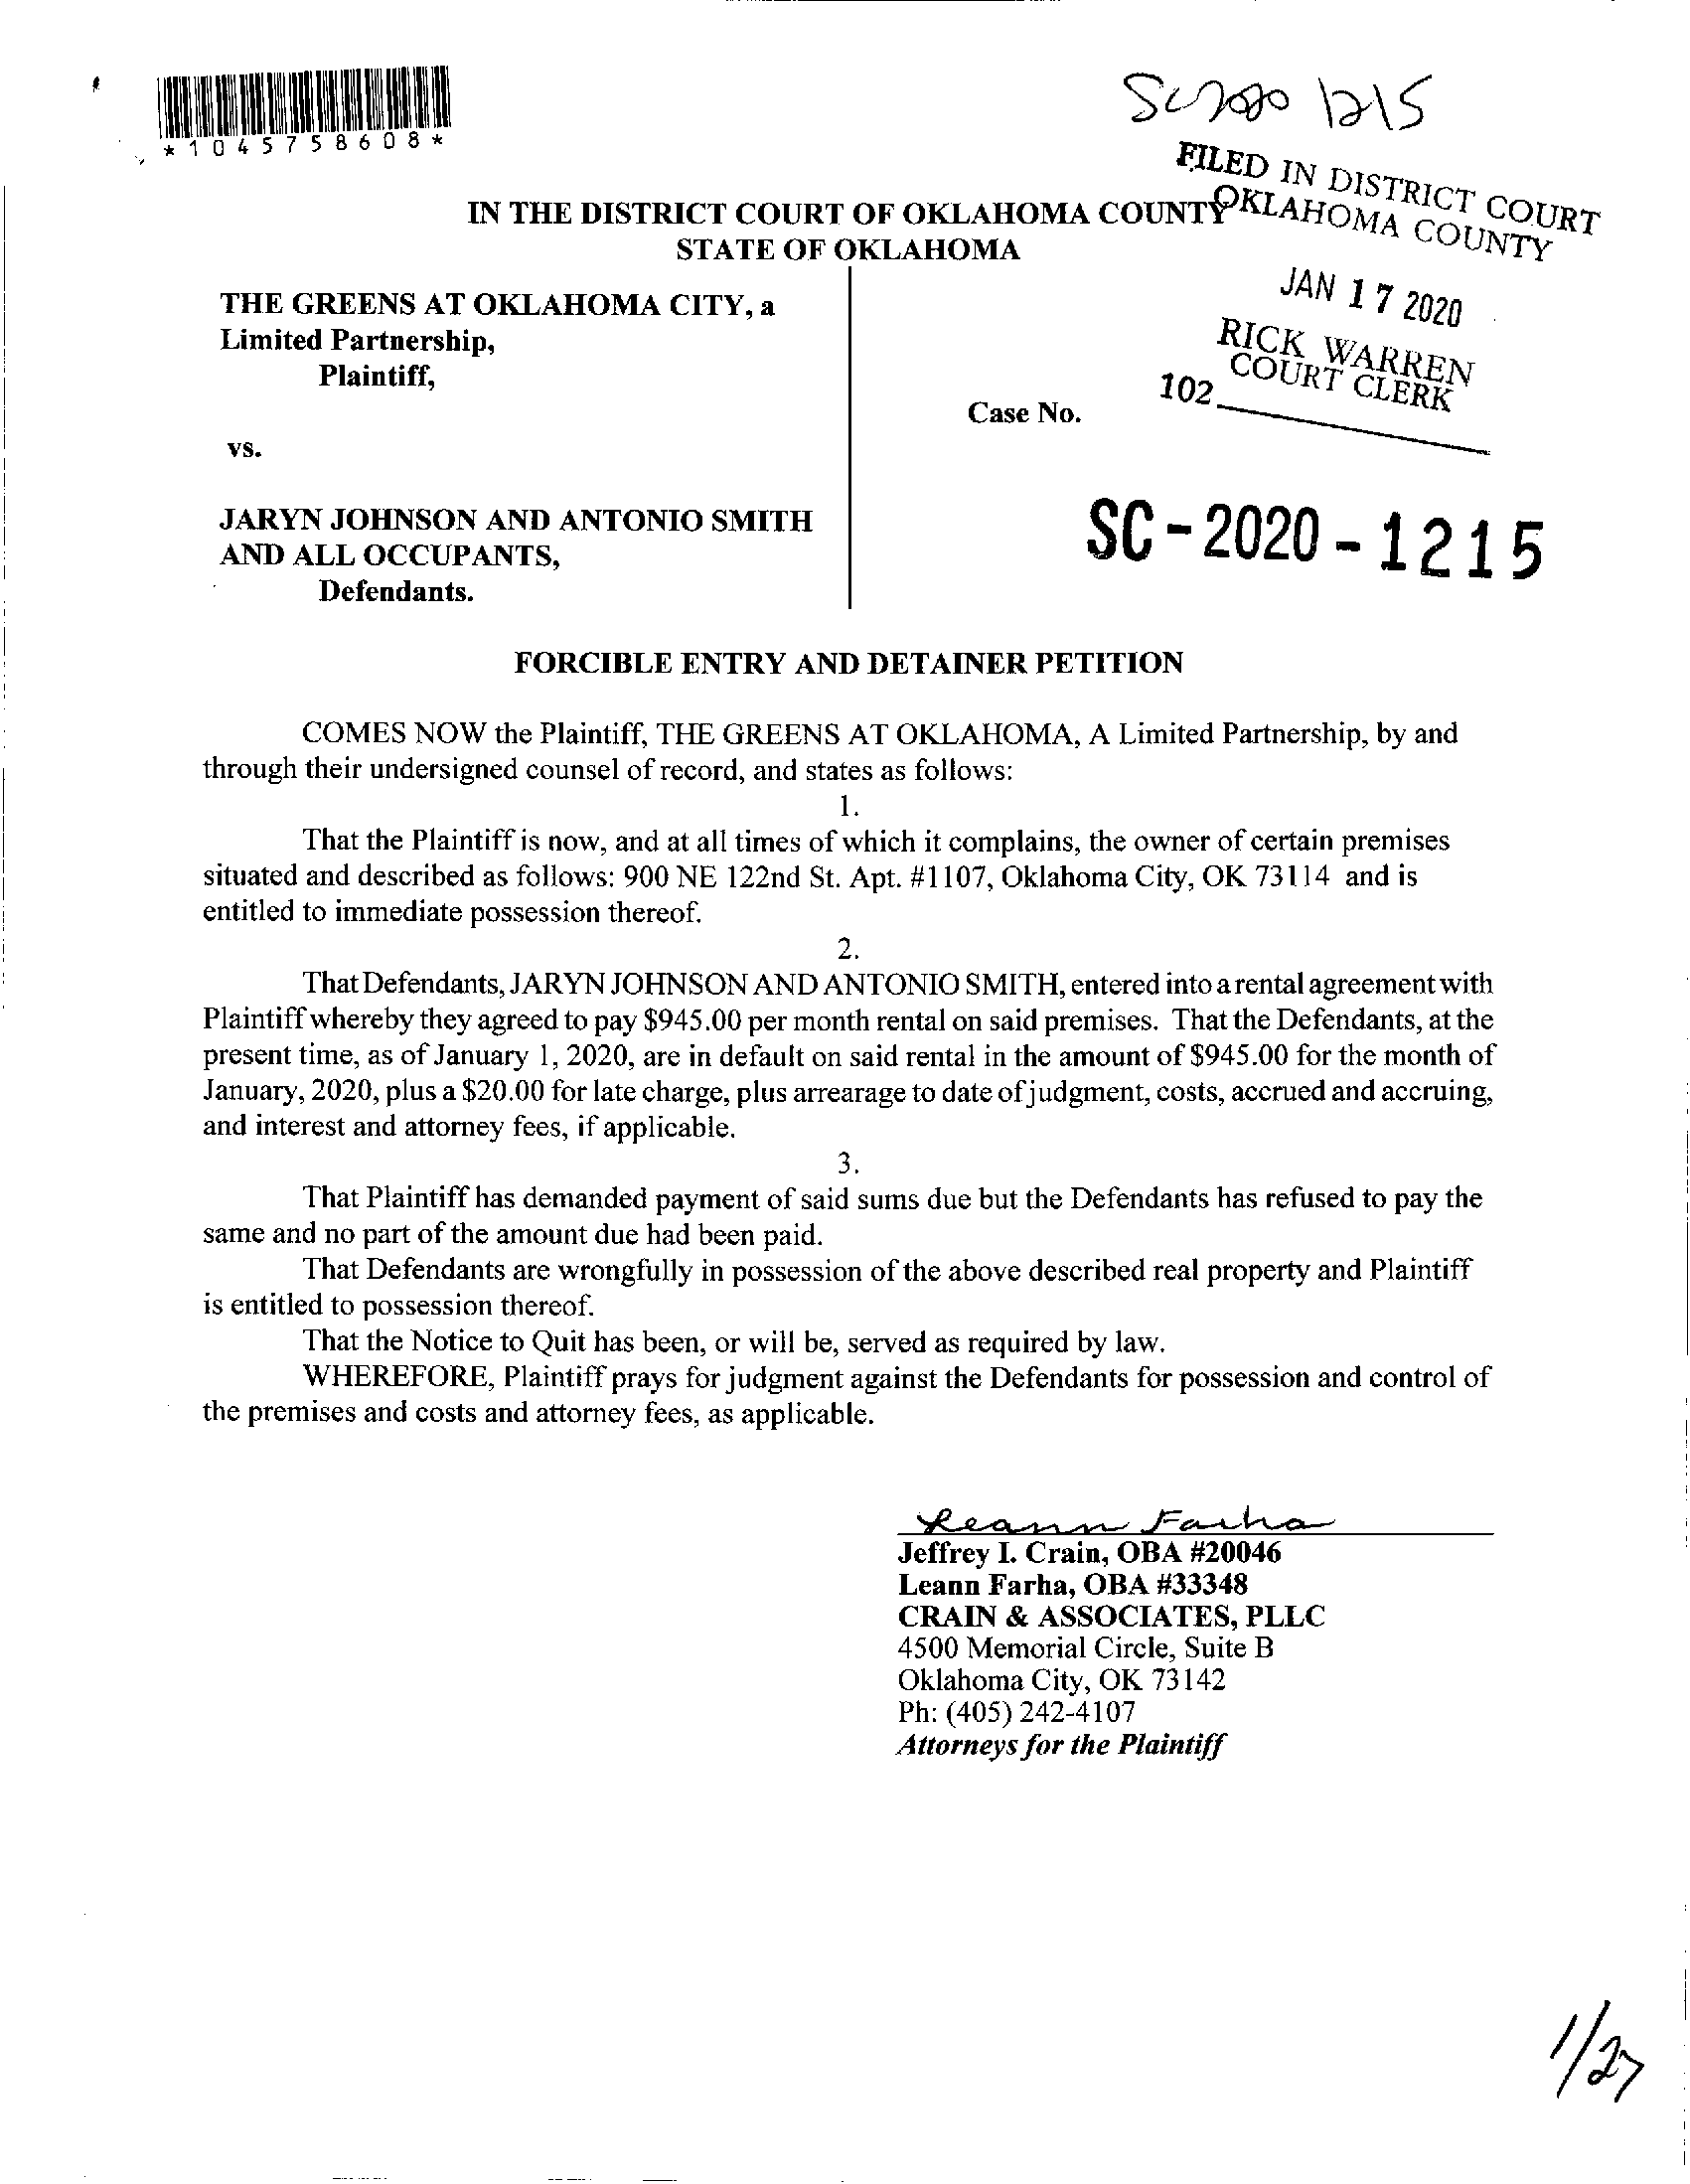 SC2020 1215
*1045758608*
FILED IN DISTRICT COURT
OKLAHOMA COUNTY
IN THE DISTRICT COURT OF OKLAHOMA COUNTY
STATE OF OKLAHOMA
JAN 17 2020
THE GREENS AT OKLAHOMA CITY, a
Limited Partnership,
Plaintiff,
RICK WARREN
COURT CLERK
102
Case No.
vs.
SC-2020-1215
JARYN JOHNSON AND ANTONIO SMITH
AND ALL OCCUPANTS,
Defendants.
FORCIBLE ENTRY AND DETAINER PETITION
COMES NOW the Plaintiff, THE GREENS AT OKLAHOMA, A Limited Partnership, by and
through their undersigned counsel of record, and states as follows:
1.
That the Plaintiff is now, and at all times of which it complains, the owner of certain premises
situated and described as follows: 900 NE 122nd St. Apt. #1107, Oklahoma City, OK 73114 and is
entitled to immediate possession thereof.
2.
That Defendants, JARYN JOHNSON AND ANTONIO SMITH, entered into a rental agreement with
Plaintiff whereby they agreed to pay $945.00 per month rental on said premises. That the Defendants, at the
present time, as of January 1, 2020, are in default on said rental in the amount of $945.00 for the month of
January, 2020, plus a $20.00 for late charge, plus arrearage to date of judgment, costs, accrued and accruing,
and interest and attorney fees, if applicable.
3.
That Plaintiff has demanded payment of said sums due but the Defendants has refused to pay the
same and no part of the amount due had been paid.
That Defendants are wrongfully in possession of the above described real property and Plaintiff
is entitled to possession thereof.
That the Notice to Quit has been, or will be, served as required by law.
WHEREFORE, Plaintiff prays for judgment against the Defendants for possession and control of
the premises and costs and attorney fees, as applicable.
Leann Farha
Jeffrey I. Crain, OBA #20046
Leann Farha, OBA #33348
CRAIN & ASSOCIATES, PLLC
4500 Memorial Circle, Suite B
Oklahoma City, OK 73142
Ph: (405) 242-4107
Attorneys for the Plaintiff
1/27